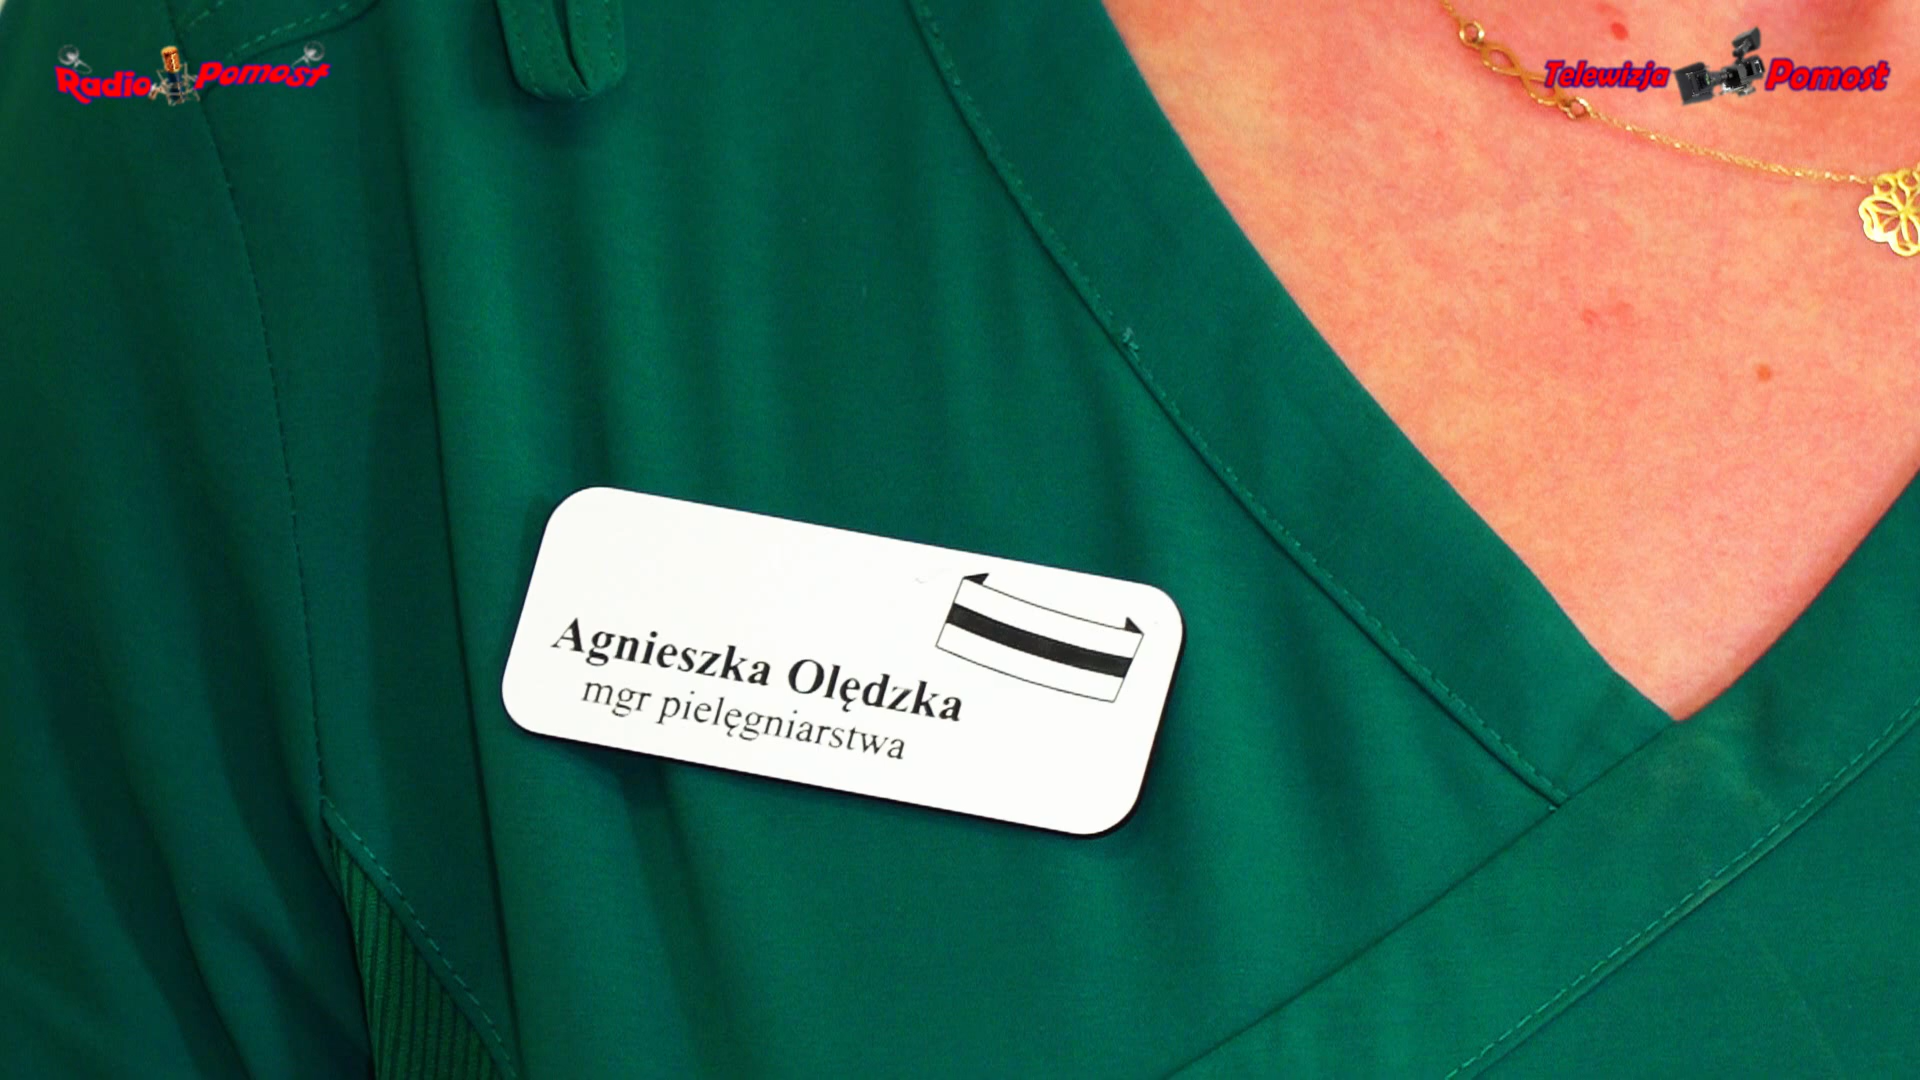 Radio Pomost
Telewizja Pomost
Agnieszka Olędzka
mgr pielęgniarstwa